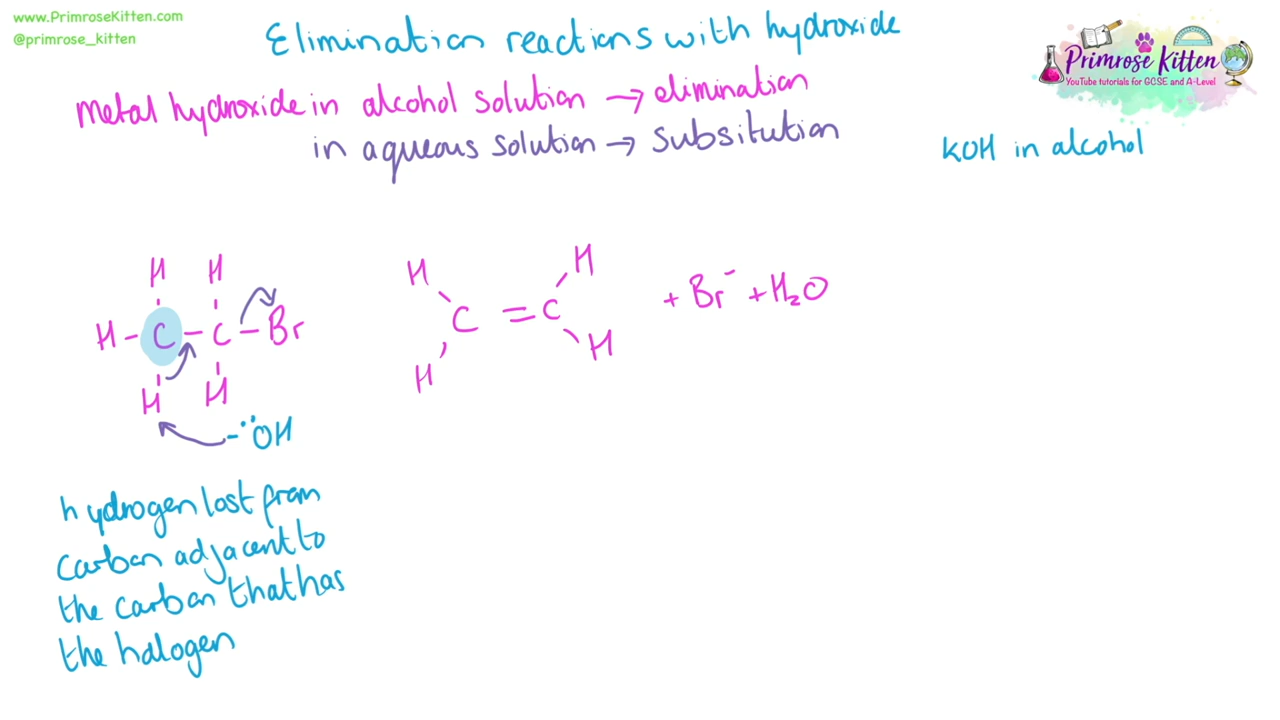 www.PrimroseKitten.com
@primrose_kitten
Elimination reactions with hydroxide
Primrose Kitten
YouTube tutorials for GCSE and A-Level
Metal hydroxide in alcohol solution → elimination
in aqueous solution → subsitution
KOH in alcohol
H H
H - C - C - Br
H H
-:OH
H H
C = C
H H
+ Br⁻ + H₂O
hydrogen lost from
carbon adjacent to
the carbon that has
the halogen